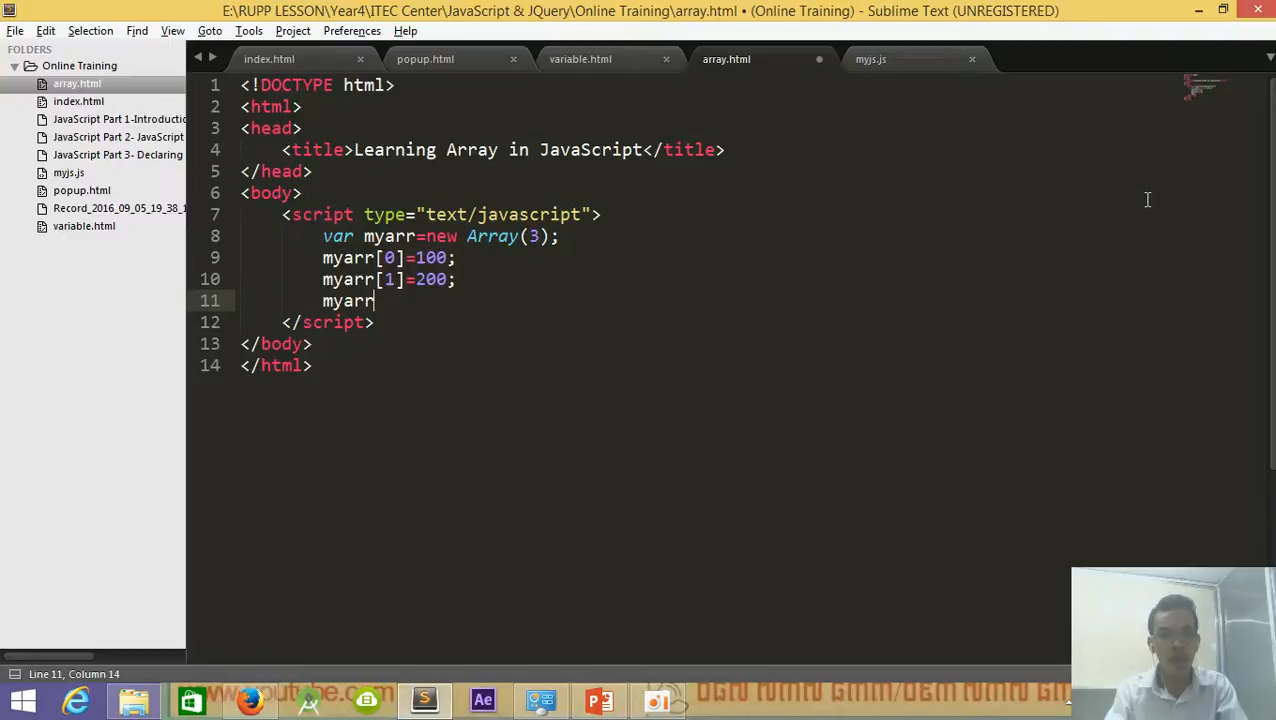 E:\RUPP LESSON\Year4\ITEC Center\JavaScript & JQuery\Online Training\array.html • (Online Training) - Sublime Text (UNREGISTERED)
File Edit Selection Find View Goto Tools Project Preferences Help
FOLDERS
Online Training
array.html
index.html
JavaScript Part 1-Introductio
JavaScript Part 2- JavaScript
JavaScript Part 3- Declaring
myjs.js
popup.html
Record_2016_09_05_19_38_1
variable.html
index.html popup.html variable.html array.html myjs.js
1 <!DOCTYPE html>
2 <html>
3 <head>
4 <title>Learning Array in JavaScript</title>
5 </head>
6 <body>
7 <script type="text/javascript">
8 var myarr=new Array(3);
9 myarr[0]=100;
10 myarr[1]=200;
11 myarr
12 </script>
13 </body>
14 </html>
Line 11, Column 14
Ae